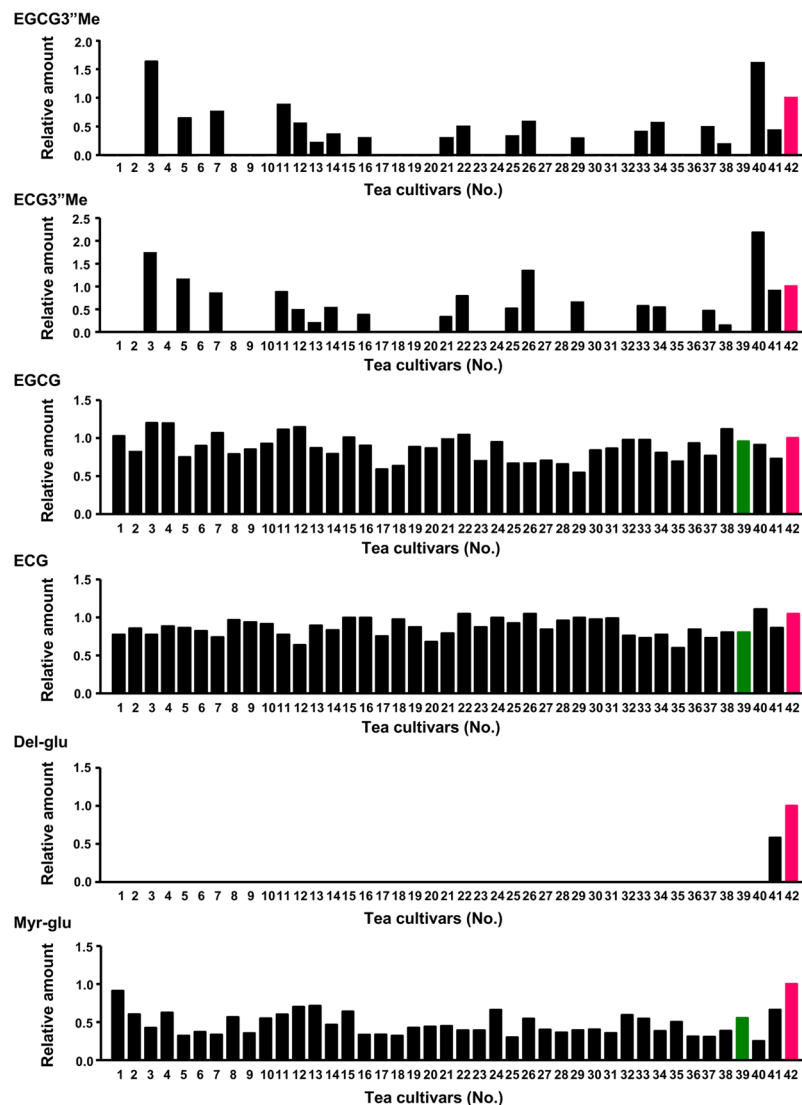 EGCG3”Me
Relative amount
2.0
1.5
1.0
0.5
0.0
1 2 3 4 5 6 7 8 9 10 11 12 13 14 15 16 17 18 19 20 21 22 23 24 25 26 27 28 29 30 31 32 33 34 35 36 37 38 39 40 41 42
Tea cultivars (No.)
ECG3”Me
Relative amount
2.5
2.0
1.5
1.0
0.5
0.0
1 2 3 4 5 6 7 8 9 10 11 12 13 14 15 16 17 18 19 20 21 22 23 24 25 26 27 28 29 30 31 32 33 34 35 36 37 38 39 40 41 42
Tea cultivars (No.)
EGCG
Relative amount
1.5
1.0
0.5
0.0
1 2 3 4 5 6 7 8 9 10 11 12 13 14 15 16 17 18 19 20 21 22 23 24 25 26 27 28 29 30 31 32 33 34 35 36 37 38 39 40 41 42
Tea cultivars (No.)
ECG
Relative amount
1.5
1.0
0.5
0.0
1 2 3 4 5 6 7 8 9 10 11 12 13 14 15 16 17 18 19 20 21 22 23 24 25 26 27 28 29 30 31 32 33 34 35 36 37 38 39 40 41 42
Tea cultivars (No.)
Del-glu
Relative amount
1.5
1.0
0.5
0.0
1 2 3 4 5 6 7 8 9 10 11 12 13 14 15 16 17 18 19 20 21 22 23 24 25 26 27 28 29 30 31 32 33 34 35 36 37 38 39 40 41 42
Tea cultivars (No.)
Myr-glu
Relative amount
1.5
1.0
0.5
0.0
1 2 3 4 5 6 7 8 9 10 11 12 13 14 15 16 17 18 19 20 21 22 23 24 25 26 27 28 29 30 31 32 33 34 35 36 37 38 39 40 41 42
Tea cultivars (No.)